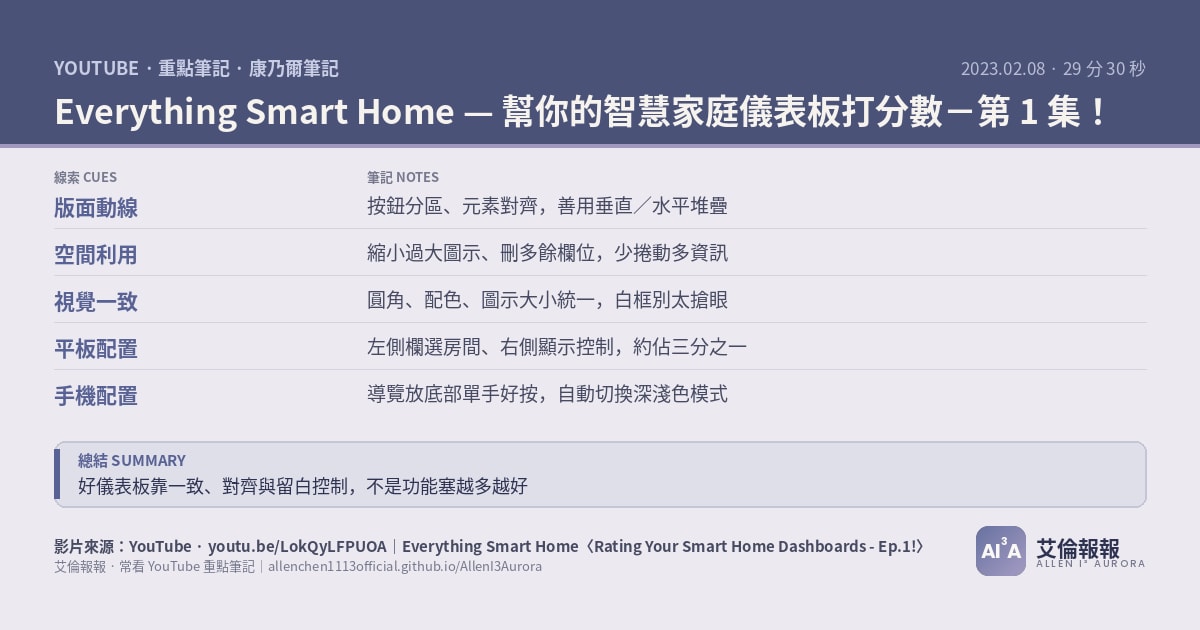 YOUTUBE · 重點筆記 · 康乃爾筆記
2023.02.08 · 29 分 30 秒
Everything Smart Home — 幫你的智慧家庭儀表板打分數－第 1 集！
線索 CUES
筆記 NOTES
版面動線
按鈕分區、元素對齊，善用垂直／水平堆疊
空間利用
縮小過大圖示、刪多餘欄位，少捲動多資訊
視覺一致
圓角、配色、圖示大小統一，白框別太搶眼
平板配置
左側欄選房間、右側顯示控制，約佔三分之一
手機配置
導覽放底部單手好按，自動切換深淺色模式
總結 SUMMARY
好儀表板靠一致、對齊與留白控制，不是功能塞越多越好
影片來源：YouTube · youtu.be/LokQyLFPUOA｜Everything Smart Home〈Rating Your Smart Home Dashboards - Ep.1!〉
艾倫報報 · 常看 YouTube 重點筆記｜allenchen1113official.github.io/AllenI3Aurora
AI³A
艾倫報報
ALLEN I³ AURORA